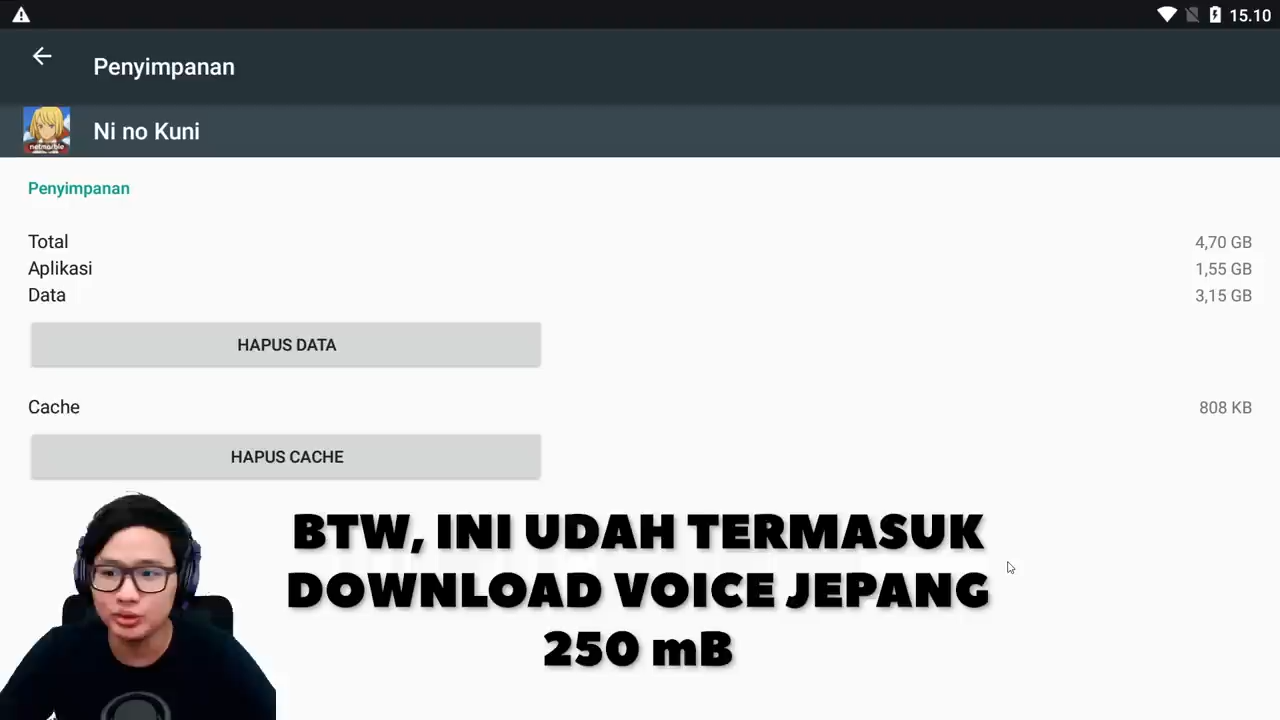 15.10
Penyimpanan
netmarble
Ni no Kuni
Penyimpanan
Total 4,70 GB
Aplikasi 1,55 GB
Data 3,15 GB
HAPUS DATA
Cache 808 KB
HAPUS CACHE
BTW, INI UDAH TERMASUK
DOWNLOAD VOICE JEPANG
250 mB